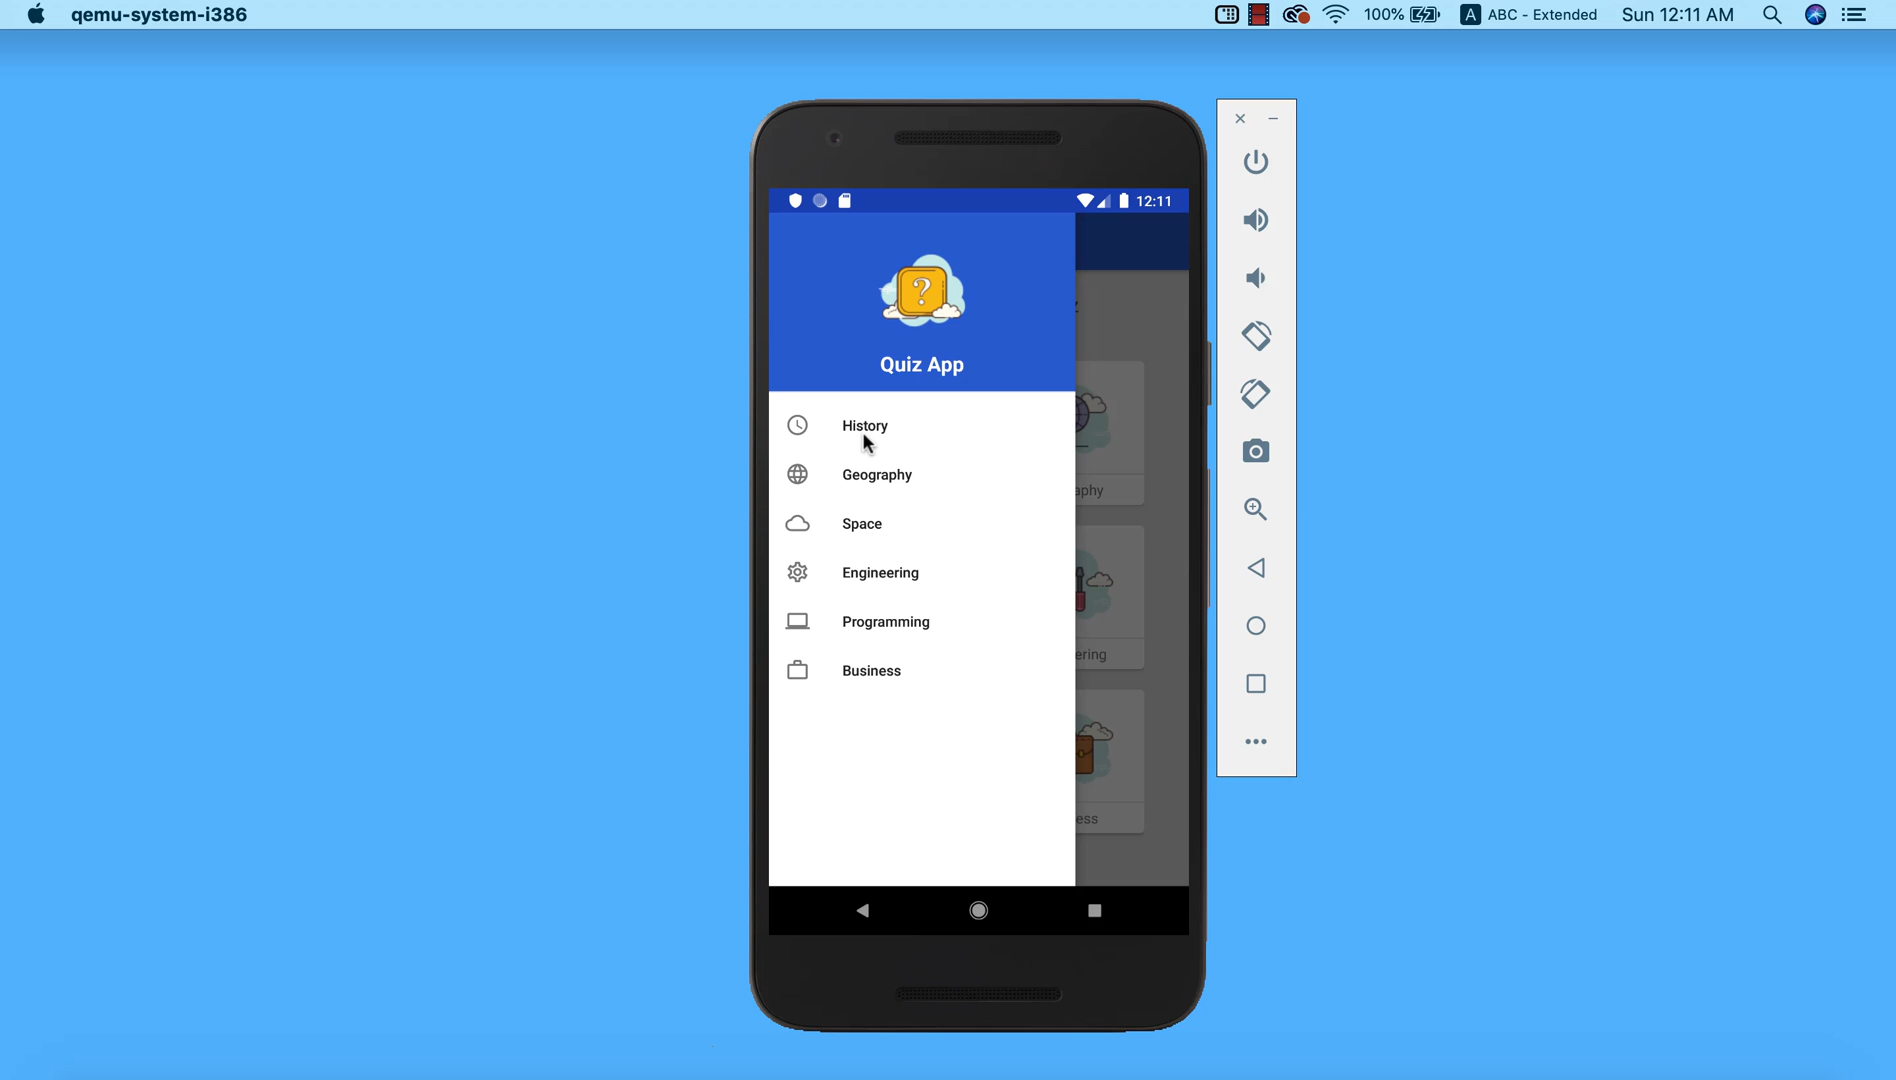 qemu-system-i386
100%
A ABC - Extended
Sun 12:11 AM
12:11
?
Quiz App
History
Geography
aphy
Space
Engineering
Programming
ering
Business
ess